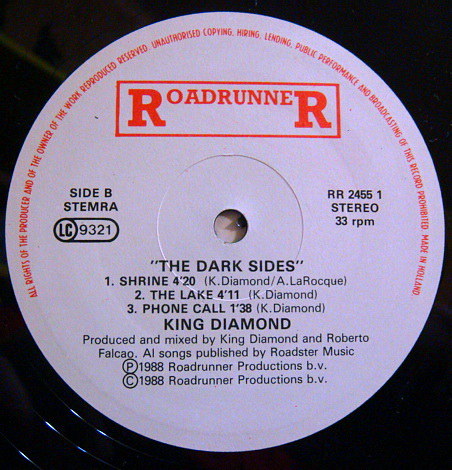 ALL RIGHTS OF THE PRODUCER AND OF THE OWNER OF THE WORK REPRODUCED RESERVED. UNAUTHORISED COPYING, HIRING, LENDING, PUBLIC PERFORMANCE AND BROADCASTING OF THIS RECORD PROHIBITED MADE IN HOLLAND.
ROADRUNNER
SIDE B
STEMRA
LC 9321
RR 2455 1
STEREO
33 rpm
"THE DARK SIDES"
1. SHRINE 4'20 (K.Diamond/A.LaRocque)
2. THE LAKE 4'11 (K.Diamond)
3. PHONE CALL 1'38 (K.Diamond)
KING DIAMOND
Produced and mixed by King Diamond and Roberto
Falcao. Al songs published by Roadster Music
Ⓟ1988 Roadrunner Productions b.v.
Ⓒ1988 Roadrunner Productions b.v.